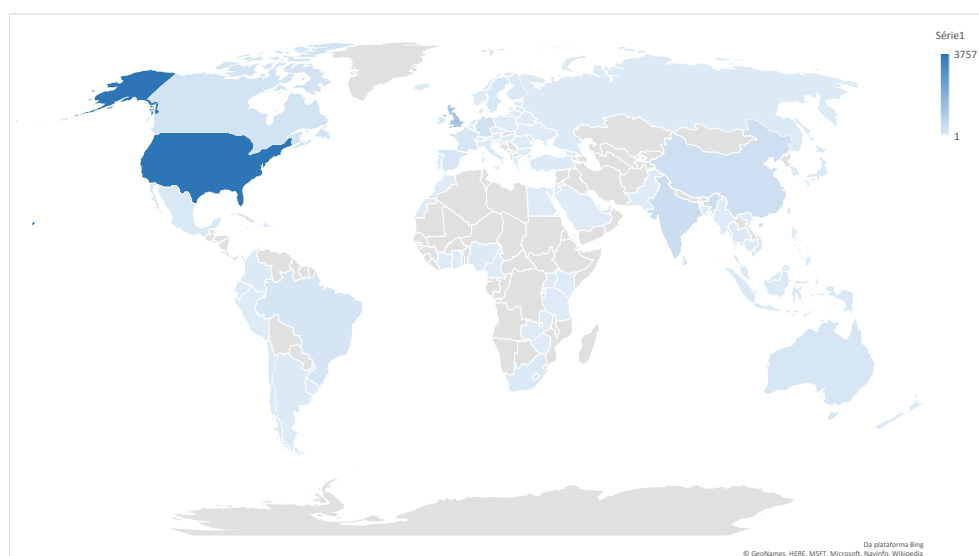 Série1
3757
1
Da plataforma Bing
© GeoNames, HERE, MSFT, Microsoft, NavInfo, Wikipedia